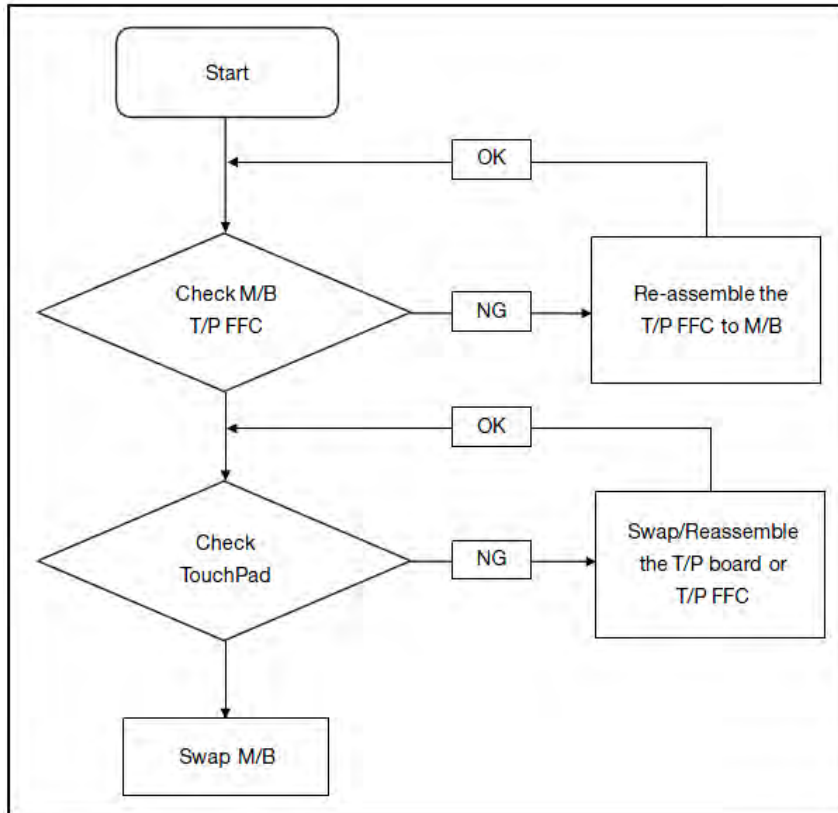 Start
OK
Check M/B
T/P FFC
NG
Re-assemble the
T/P FFC to M/B
OK
Check
TouchPad
NG
Swap/Reassemble
the T/P board or
T/P FFC
Swap M/B